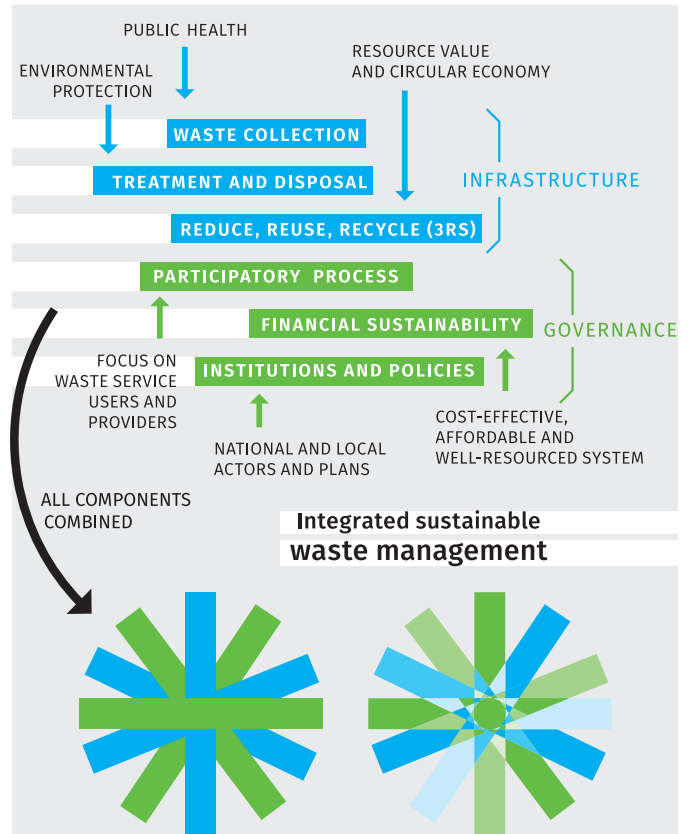 PUBLIC HEALTH
RESOURCE VALUE
AND CIRCULAR ECONOMY
ENVIRONMENTAL
PROTECTION
WASTE COLLECTION
TREATMENT AND DISPOSAL
INFRASTRUCTURE
REDUCE, REUSE, RECYCLE (3RS)
PARTICIPATORY PROCESS
FINANCIAL SUSTAINABILITY
GOVERNANCE
FOCUS ON
WASTE SERVICE
USERS AND
PROVIDERS
INSTITUTIONS AND POLICIES
NATIONAL AND LOCAL
ACTORS AND PLANS
COST-EFFECTIVE,
AFFORDABLE AND
WELL-RESOURCED SYSTEM
ALL COMPONENTS
COMBINED
Integrated sustainable
waste management